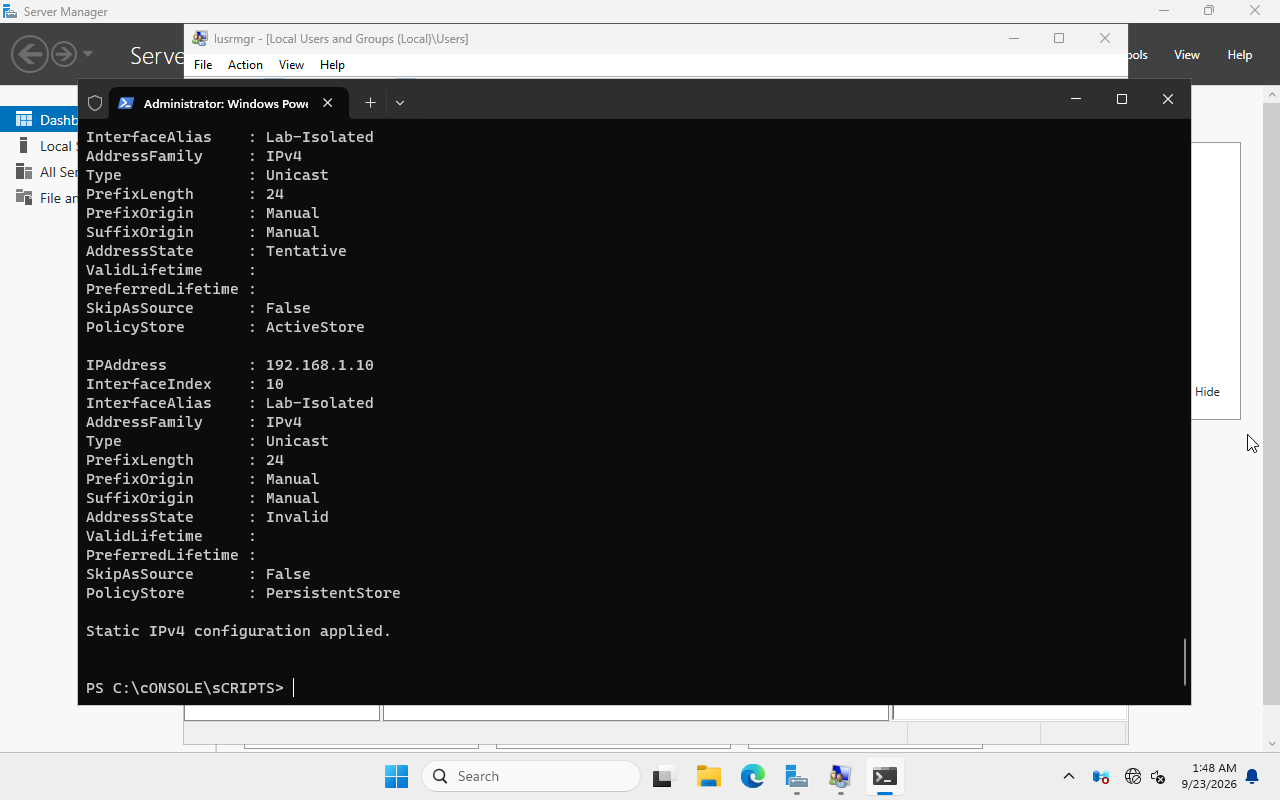 Server Manager
lusrmgr - [Local Users and Groups (Local)\Users]
Serve
ools View Help
File Action View Help
Administrator: Windows Powe
Dashb
Local S
All Ser
File an
InterfaceAlias : Lab-Isolated
AddressFamily : IPv4
Type : Unicast
PrefixLength : 24
PrefixOrigin : Manual
SuffixOrigin : Manual
AddressState : Tentative
ValidLifetime :
PreferredLifetime :
SkipAsSource : False
PolicyStore : ActiveStore
IPAddress : 192.168.1.10
InterfaceIndex : 10
InterfaceAlias : Lab-Isolated
AddressFamily : IPv4
Type : Unicast
PrefixLength : 24
PrefixOrigin : Manual
SuffixOrigin : Manual
AddressState : Invalid
ValidLifetime :
PreferredLifetime :
SkipAsSource : False
PolicyStore : PersistentStore
Static IPv4 configuration applied.
PS C:\cONSOLE\sCRIPTS>
Hide
Search
1:48 AM
9/23/2026